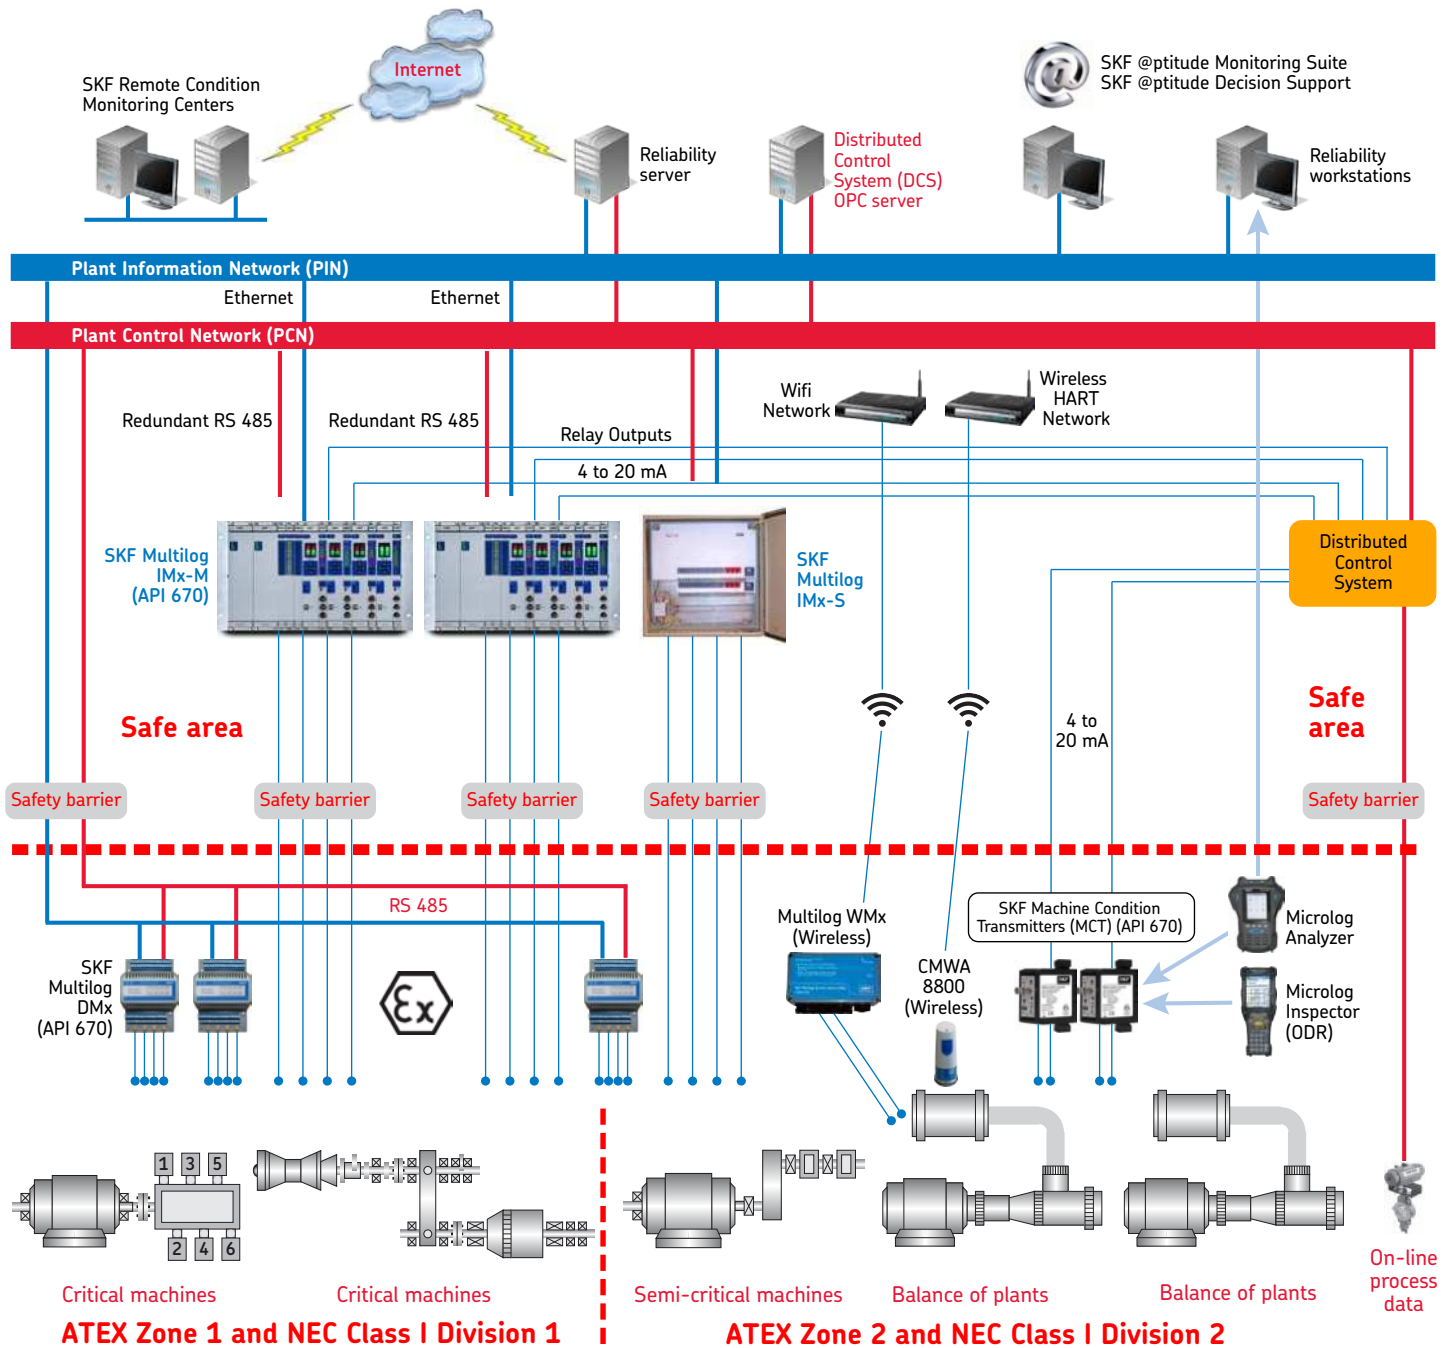 Internet
SKF Remote Condition
Monitoring Centers
SKF @ptitude Monitoring Suite
SKF @ptitude Decision Support
Reliability
server
Distributed
Control
System (DCS)
OPC server
Reliability
workstations
Plant Information Network (PIN)
Ethernet
Ethernet
Plant Control Network (PCN)
Redundant RS 485
Redundant RS 485
Wifi
Network
Wireless
HART
Network
Relay Outputs
4 to 20 mA
SKF Multilog
IMx-M
(API 670)
SKF
Multilog
IMx-S
Distributed
Control
System
Safe area
4 to
20 mA
Safe
area
Safety barrier
Safety barrier
Safety barrier
Safety barrier
Safety barrier
RS 485
SKF
Multilog
DMx
(API 670)
Ex
Multilog WMx
(Wireless)
CMWA
8800
(Wireless)
SKF Machine Condition
Transmitters (MCT) (API 670)
Microlog
Analyzer
Microlog
Inspector
(ODR)
1 3 5
2 4 6
Critical machines
Critical machines
Semi-critical machines
Balance of plants
Balance of plants
On-line
process
data
ATEX Zone 1 and NEC Class I Division 1
ATEX Zone 2 and NEC Class I Division 2